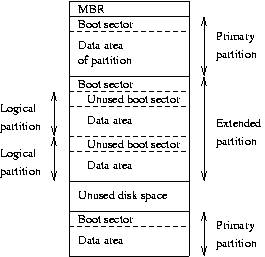 MBR
Boot sector
Data area
of partition
Primary
partition
Boot sector
Unused boot sector
Data area
Logical
partition
Extended
partition
Unused boot sector
Data area
Logical
partition
Unused disk space
Boot sector
Data area
Primary
partition